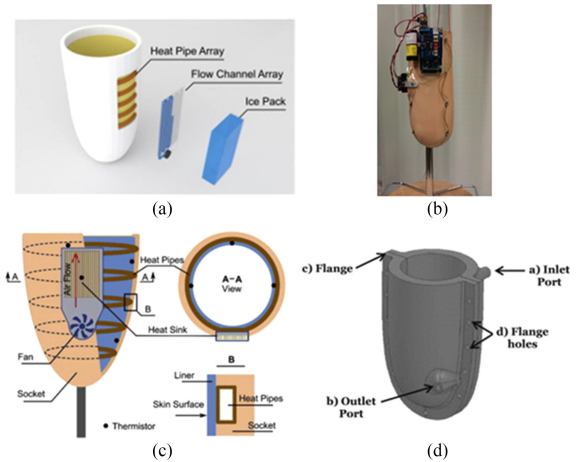 Heat Pipe Array
Flow Channel Array
Ice Pack
(a)
(b)
A
A
Air Flow
Heat Pipes
B
Heat Sink
Fan
Socket
Thermistor
A-A
View
B
Liner
Skin Surface
Heat Pipes
Socket
(c)
c) Flange
a) Inlet
Port
d) Flange
holes
b) Outlet
Port
(d)